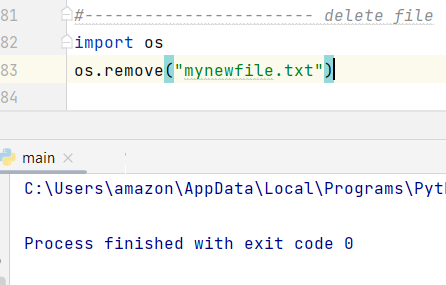 81 #----------------------- delete file
82 import os
83 os.remove("mynewfile.txt")
84
main ×
C:\Users\amazon\AppData\Local\Programs\Pyt
Process finished with exit code 0